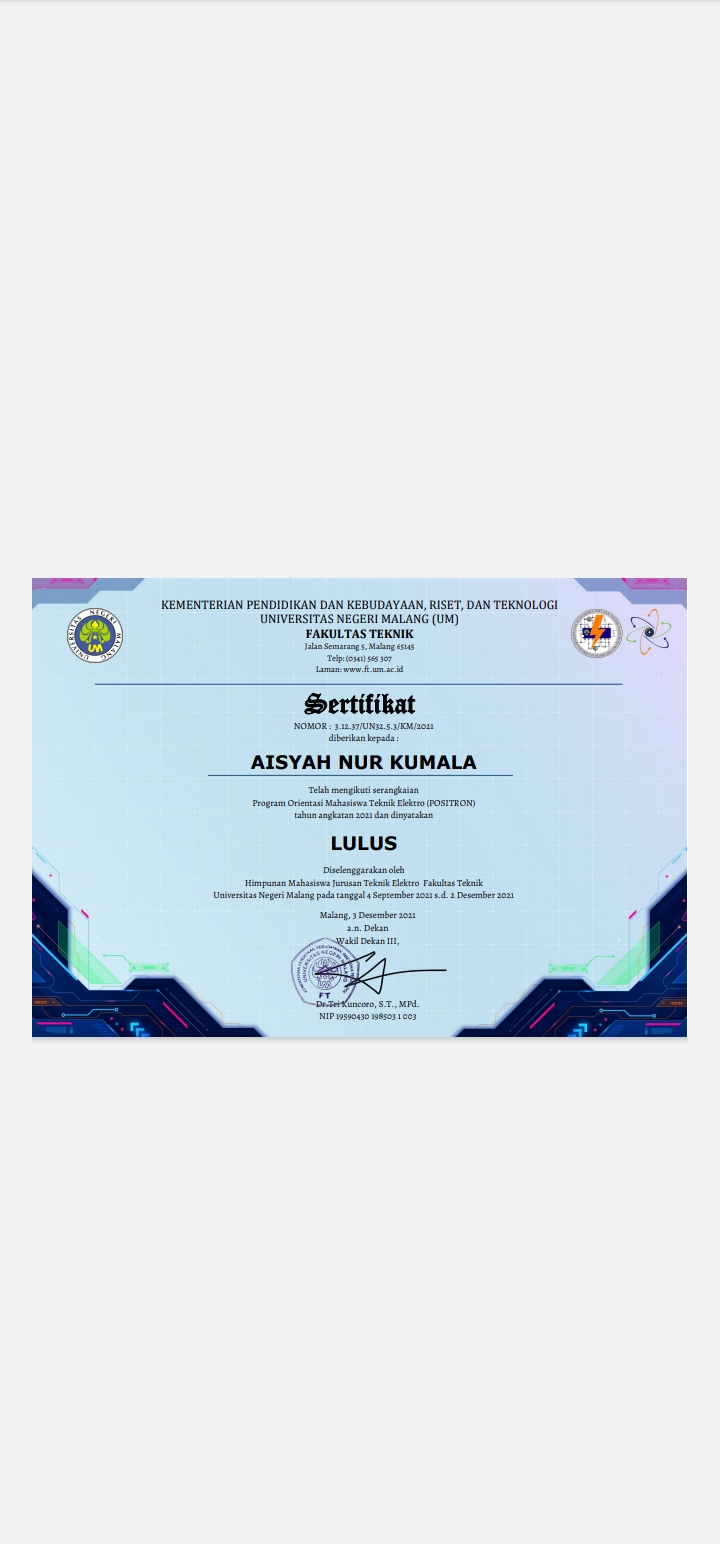 KEMENTERIAN PENDIDIKAN DAN KEBUDAYAAN, RISET, DAN TEKNOLOGI
UNIVERSITAS NEGERI MALANG (UM)
FAKULTAS TEKNIK
Jalan Semarang 5, Malang 65145
Telp: (0341) 565 307
Laman: www.ft.um.ac.id
UNIVERSITAS NEGERI MALANG
UM
Sertifikat
NOMOR : 3.12.37/UN32.5.3/KM/2021
diberikan kepada :
AISYAH NUR KUMALA
Telah mengikuti serangkaian
Program Orientasi Mahasiswa Teknik Elektro (POSITRON)
tahun angkatan 2021 dan dinyatakan
LULUS
Diselenggarakan oleh
Himpunan Mahasiswa Jurusan Teknik Elektro Fakultas Teknik
Universitas Negeri Malang pada tanggal 4 September 2021 s.d. 2 Desember 2021
Malang, 3 Desember 2021
a.n. Dekan
Wakil Dekan III,
UNIVERSITAS NEGERI MALANG
FT
Dr.Tri Kuncoro, S.T., MPd.
NIP 19590430 198503 1 003